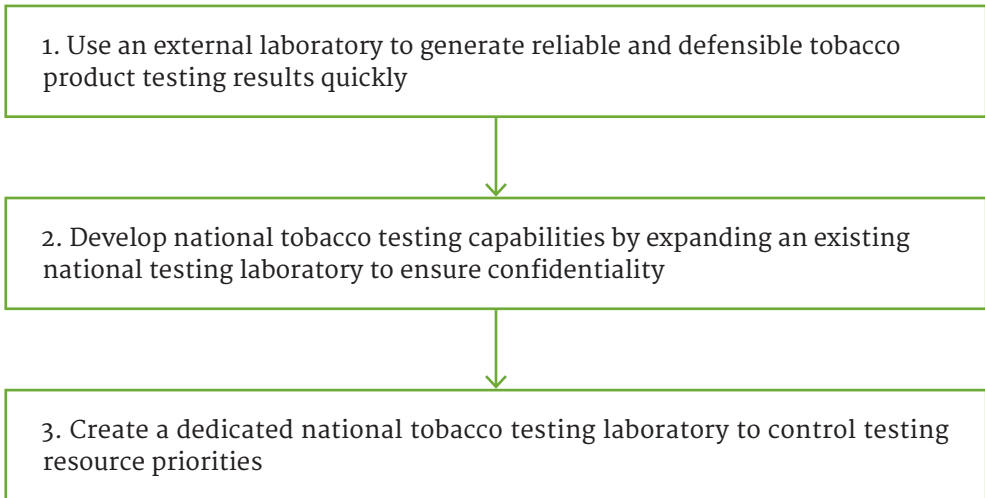 1. Use an external laboratory to generate reliable and defensible tobacco
product testing results quickly
2. Develop national tobacco testing capabilities by expanding an existing
national testing laboratory to ensure confidentiality
3. Create a dedicated national tobacco testing laboratory to control testing
resource priorities